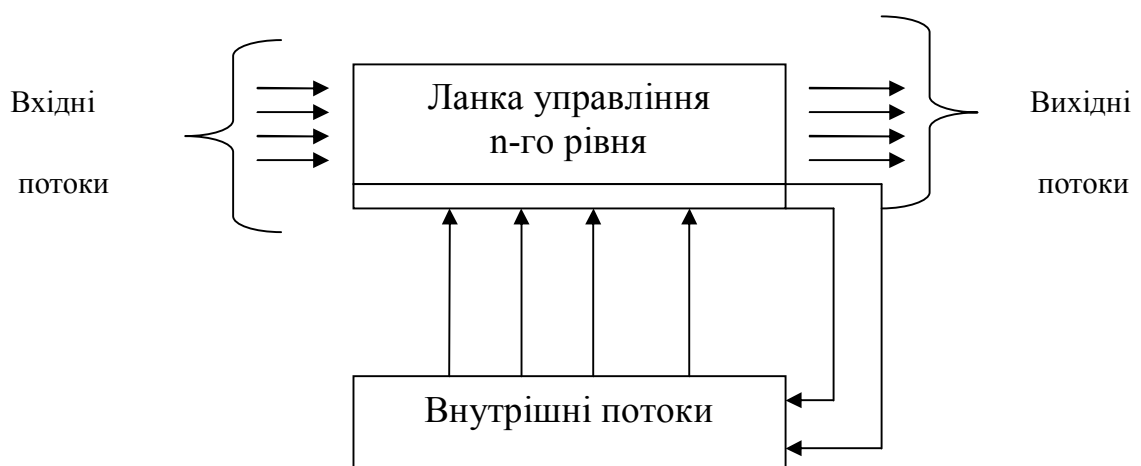 Вхідні
потоки
Ланка управління
n-го рівня
Вихідні
потоки
Внутрішні потоки